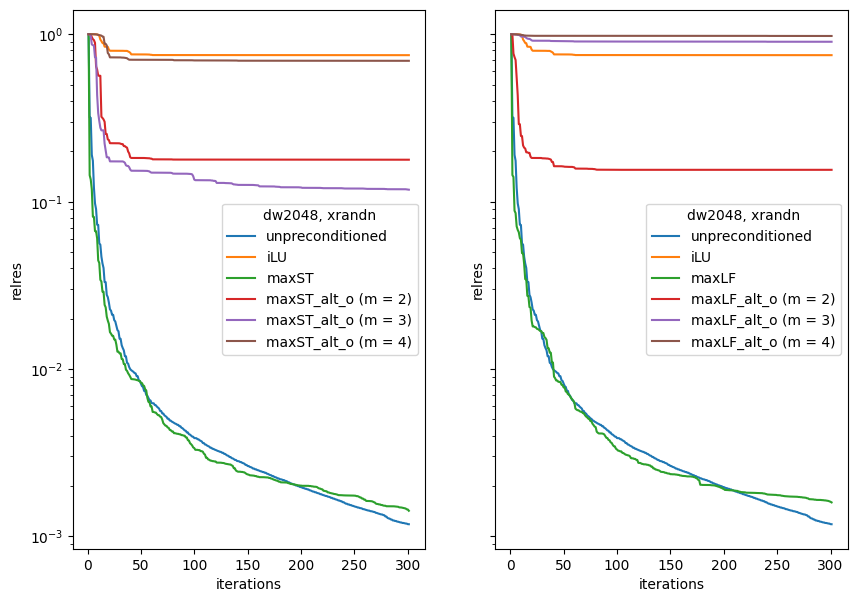 10^0
10^-1
10^-2
10^-3
relres
0 50 100 150 200 250 300
iterations
dw2048, xrandn
unpreconditioned
iLU
maxST
maxST_alt_o (m = 2)
maxST_alt_o (m = 3)
maxST_alt_o (m = 4)
relres
0 50 100 150 200 250 300
iterations
dw2048, xrandn
unpreconditioned
iLU
maxLF
maxLF_alt_o (m = 2)
maxLF_alt_o (m = 3)
maxLF_alt_o (m = 4)